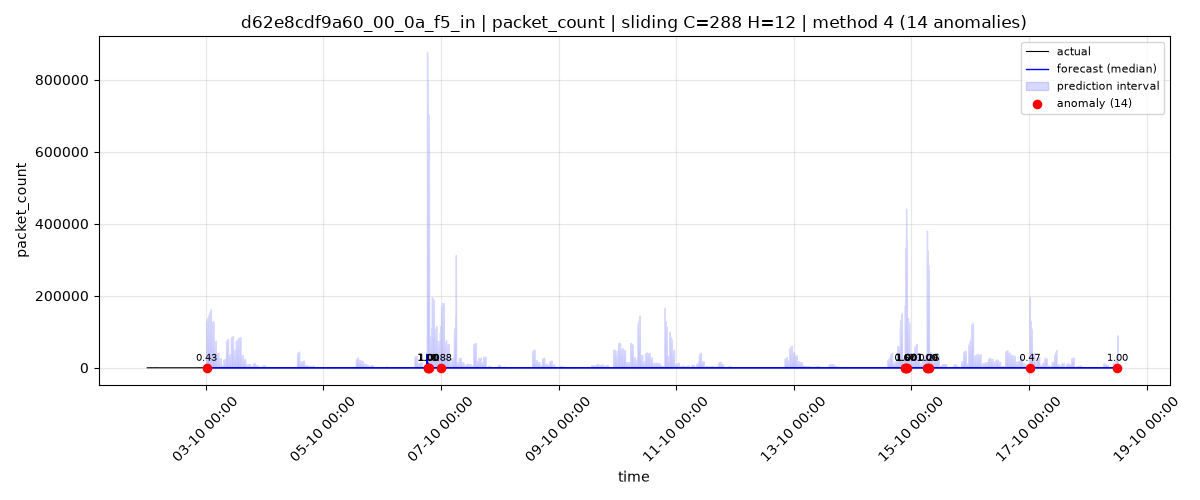 d62e8cdf9a60_00_0a_f5_in | packet_count | sliding C=288 H=12 | method 4 (14 anomalies)
actual
forecast (median)
prediction interval
anomaly (14)
packet_count
800000
600000
400000
200000
0
0.43
0.47
1.00
03-10 00:00
05-10 00:00
07-10 00:00
09-10 00:00
11-10 00:00
13-10 00:00
15-10 00:00
17-10 00:00
19-10 00:00
time